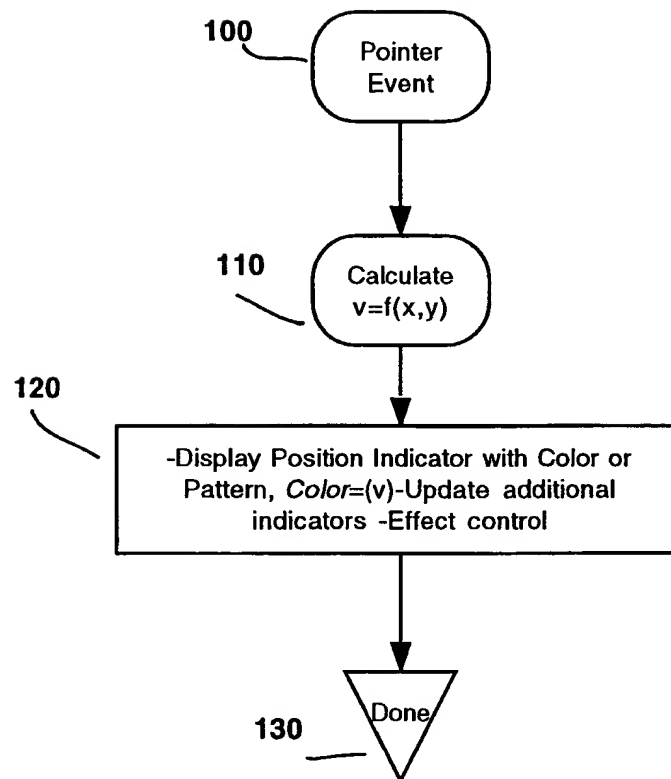 100
Pointer
Event
110
Calculate
v=f(x,y)
120
-Display Position Indicator with Color or
Pattern, Color=(v)-Update additional
indicators -Effect control
Done
130